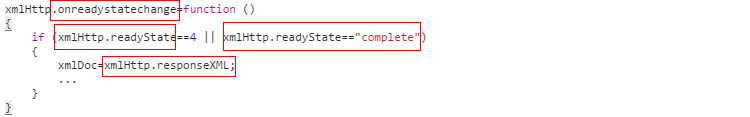 xmlHttp.onreadystatechange=function ()
{
if (xmlHttp.readyState==4 || xmlHttp.readyState=="complete")
{
xmlDoc=xmlHttp.responseXML;
...
}
}